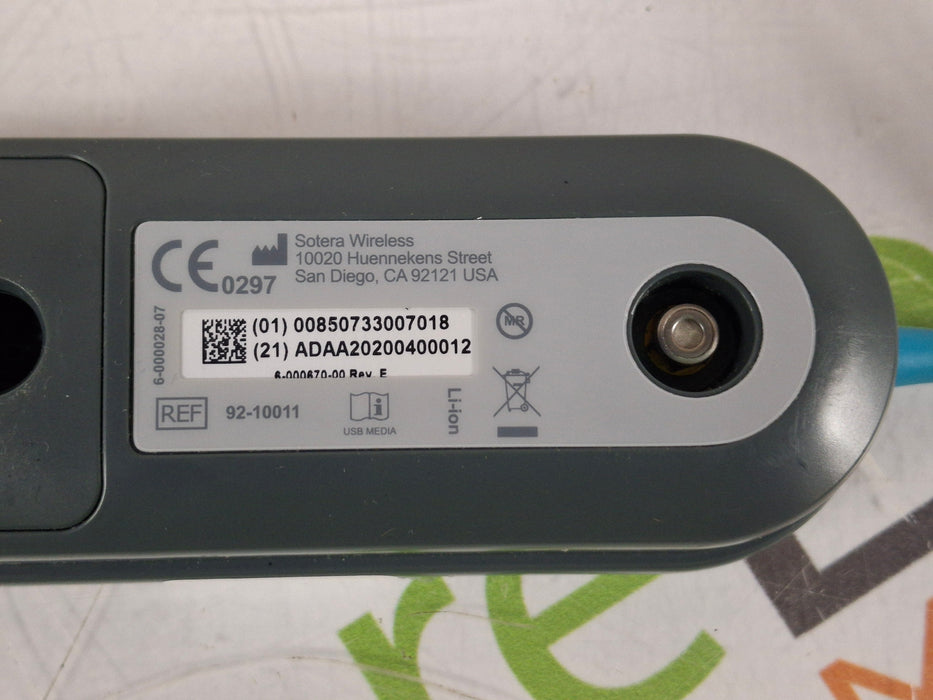 CE 0297
Sotera Wireless
10020 Huennekens Street
San Diego, CA 92121 USA
6-000028-07
(01) 00850733007018
(21) ADAA20200400012
6-000670-00 Rev. E
MR
REF 92-10011
USB MEDIA
Li-ion
re